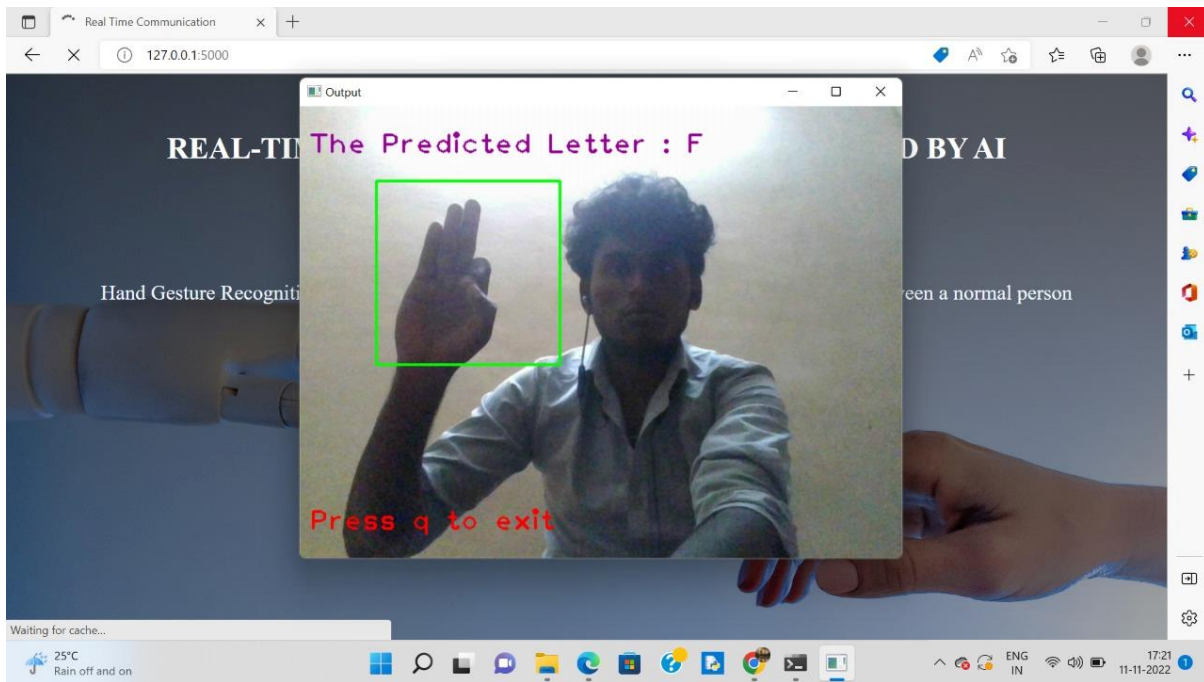 Real Time Communication
127.0.0.1:5000
Output
REAL-TI
D BY AI
The Predicted Letter : F
Hand Gesture Recogniti
een a normal person
Press q to exit
Waiting for cache...
25°C
Rain off and on
ENG
IN
17:21
11-11-2022
1